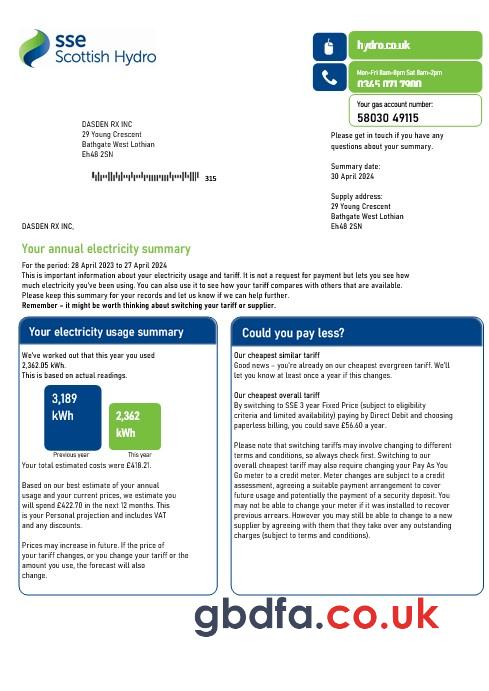 sse
Scottish Hydro
hydro.co.uk
Mon-Fri 8am-8pm Sat 8am-2pm
0345 071 7900
Your gas account number:
58030 49115
DASDEN RX INC
29 Young Crescent
Bathgate West Lothian
Eh48 2SN
315
Please get in touch if you have any
questions about your summary.
Summary date:
30 April 2024
Supply address:
29 Young Crescent
Bathgate West Lothian
Eh48 2SN
DASDEN RX INC,
Your annual electricity summary
For the period: 28 April 2023 to 27 April 2024
This is important information about your electricity usage and tariff. It is not a request for payment but lets you see how
much electricity you've been using. You can also use it to see how your tariff compares with others that are available.
Please keep this summary for your records and let us know if we can help further.
Remember – it might be worth thinking about switching your tariff or supplier.
Your electricity usage summary
We've worked out that this year you used
2,362.05 kWh.
This is based on actual readings.
3,189
kWh
2,362
kWh
Previous year
This year
Your total estimated costs were £418.21.
Based on our best estimate of your annual
usage and your current prices, we estimate you
will spend £422.70 in the next 12 months. This
is your Personal projection and includes VAT
and any discounts.
Prices may increase in future. If the price of
your tariff changes, or you change your tariff or the
amount you use, the forecast will also
change.
Could you pay less?
Our cheapest similar tariff
Good news – you're already on our cheapest evergreen tariff. We'll
let you know at least once a year if this changes.
Our cheapest overall tariff
By switching to SSE 3 year Fixed Price (subject to eligibility
criteria and limited availability) paying by Direct Debit and choosing
paperless billing, you could save £56.60 a year.
Please note that switching tariffs may involve changing to different
terms and conditions, so always check first. Switching to our
overall cheapest tariff may also require changing your Pay As You
Go meter to a credit meter. Meter changes are subject to a credit
assessment, agreeing a suitable payment arrangement to cover
future usage and potentially the payment of a security deposit. You
may not be able to change your meter if it was installed to recover
previous arrears. However you may still be able to change to a new
supplier by agreeing with them that they take over any outstanding
charges (subject to terms and conditions).
gbdfa.co.uk